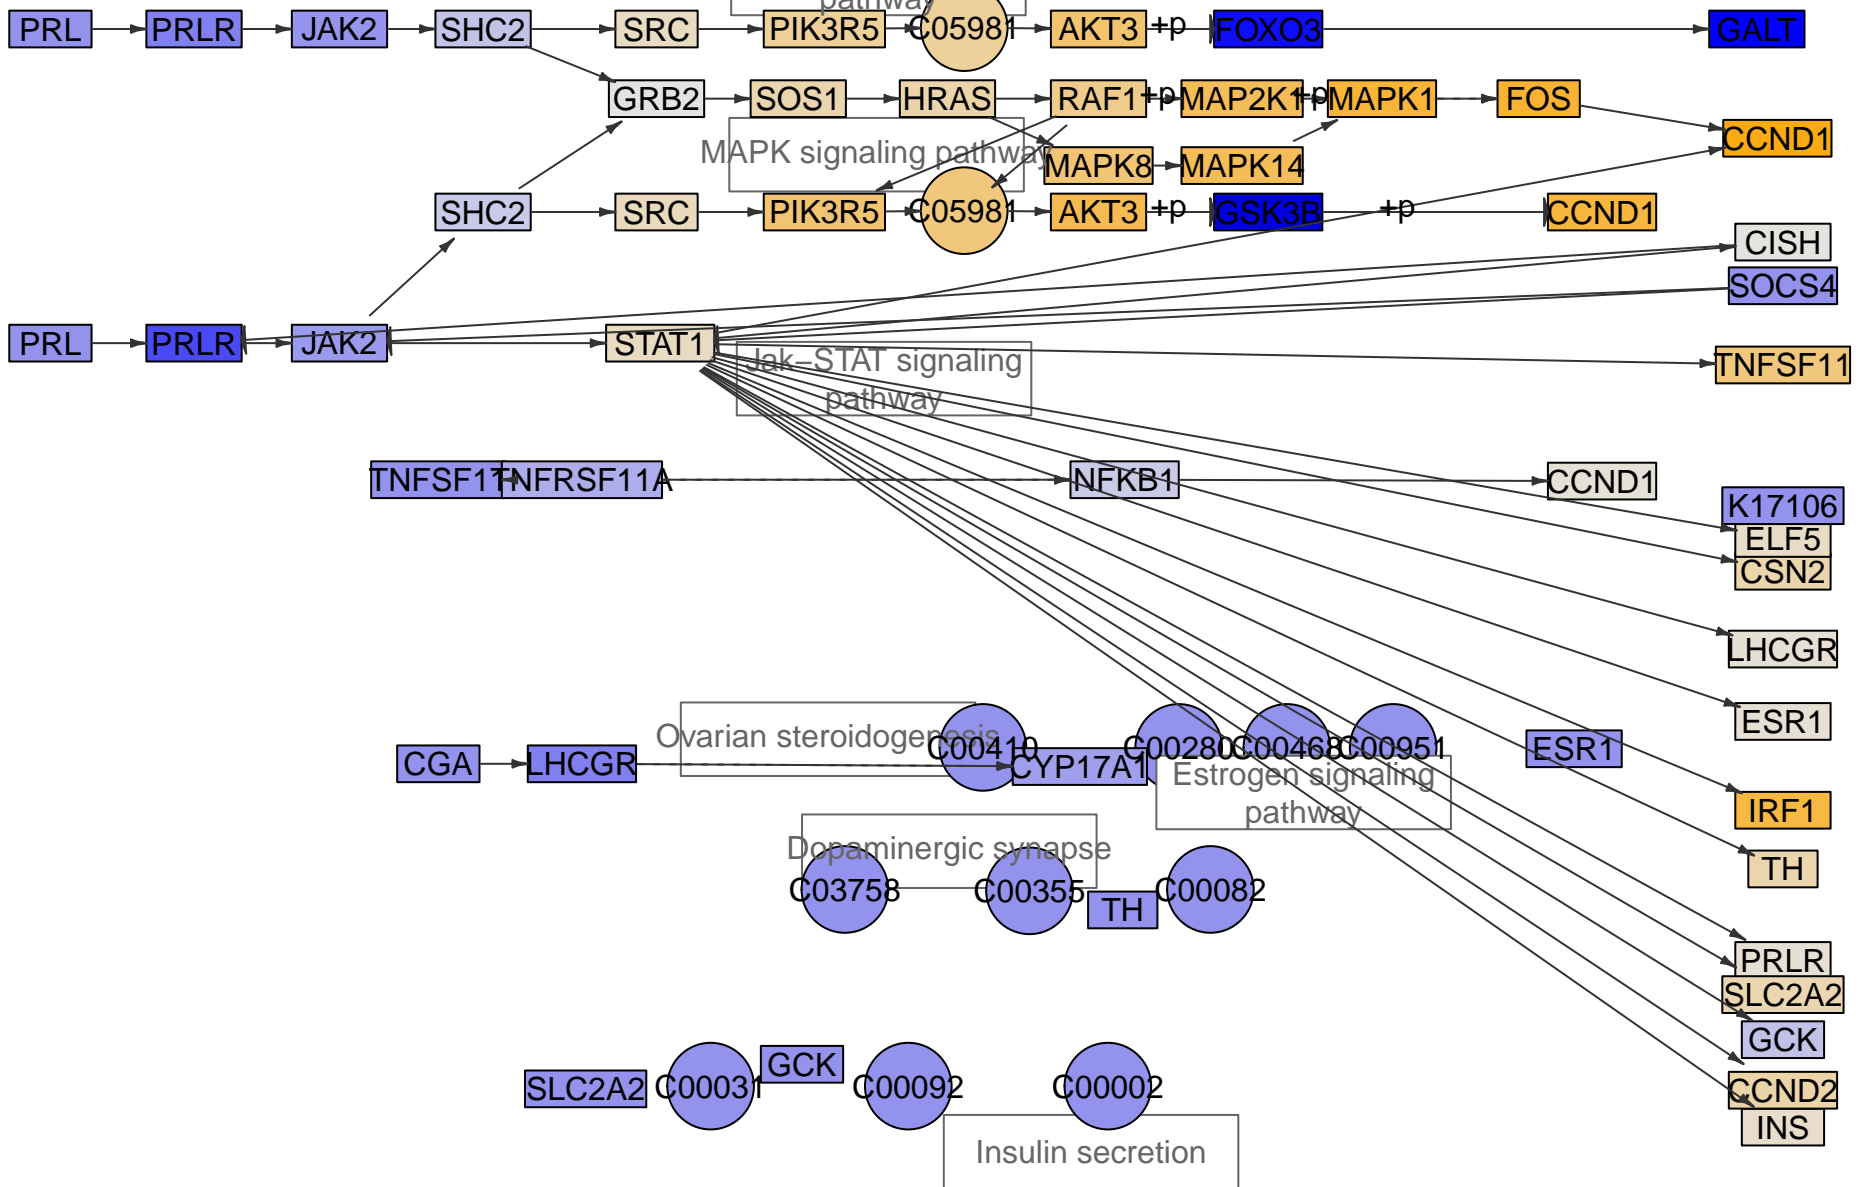 pathway
PRL
PRLR
JAK2
SHC2
SRC
PIK3R5
C05981
AKT3
+p
FOXO3
GALT
GRB2
SOS1
HRAS
RAF1
+p
MAP2K1
+p
MAPK1
FOS
CCND1
MAPK signaling pathway
MAPK8
MAPK14
SHC2
SRC
PIK3R5
C05981
AKT3
+p
GSK3B
+p
CCND1
CISH
SOCS4
PRL
PRLR
JAK2
STAT1
Jak–STAT signaling
pathway
TNFSF11
TNFSF11
TNFRSF11A
NFKB1
CCND1
K17106
ELF5
CSN2
LHCGR
ESR1
Ovarian steroidogenesis
C00410
C00280
C00468
C00951
ESR1
CGA
LHCGR
CYP17A1
Estrogen signaling
pathway
IRF1
Dopaminergic synapse
TH
C03758
C00355
TH
C00082
PRLR
SLC2A2
GCK
SLC2A2
C00031
GCK
C00092
C00002
CCND2
INS
Insulin secretion